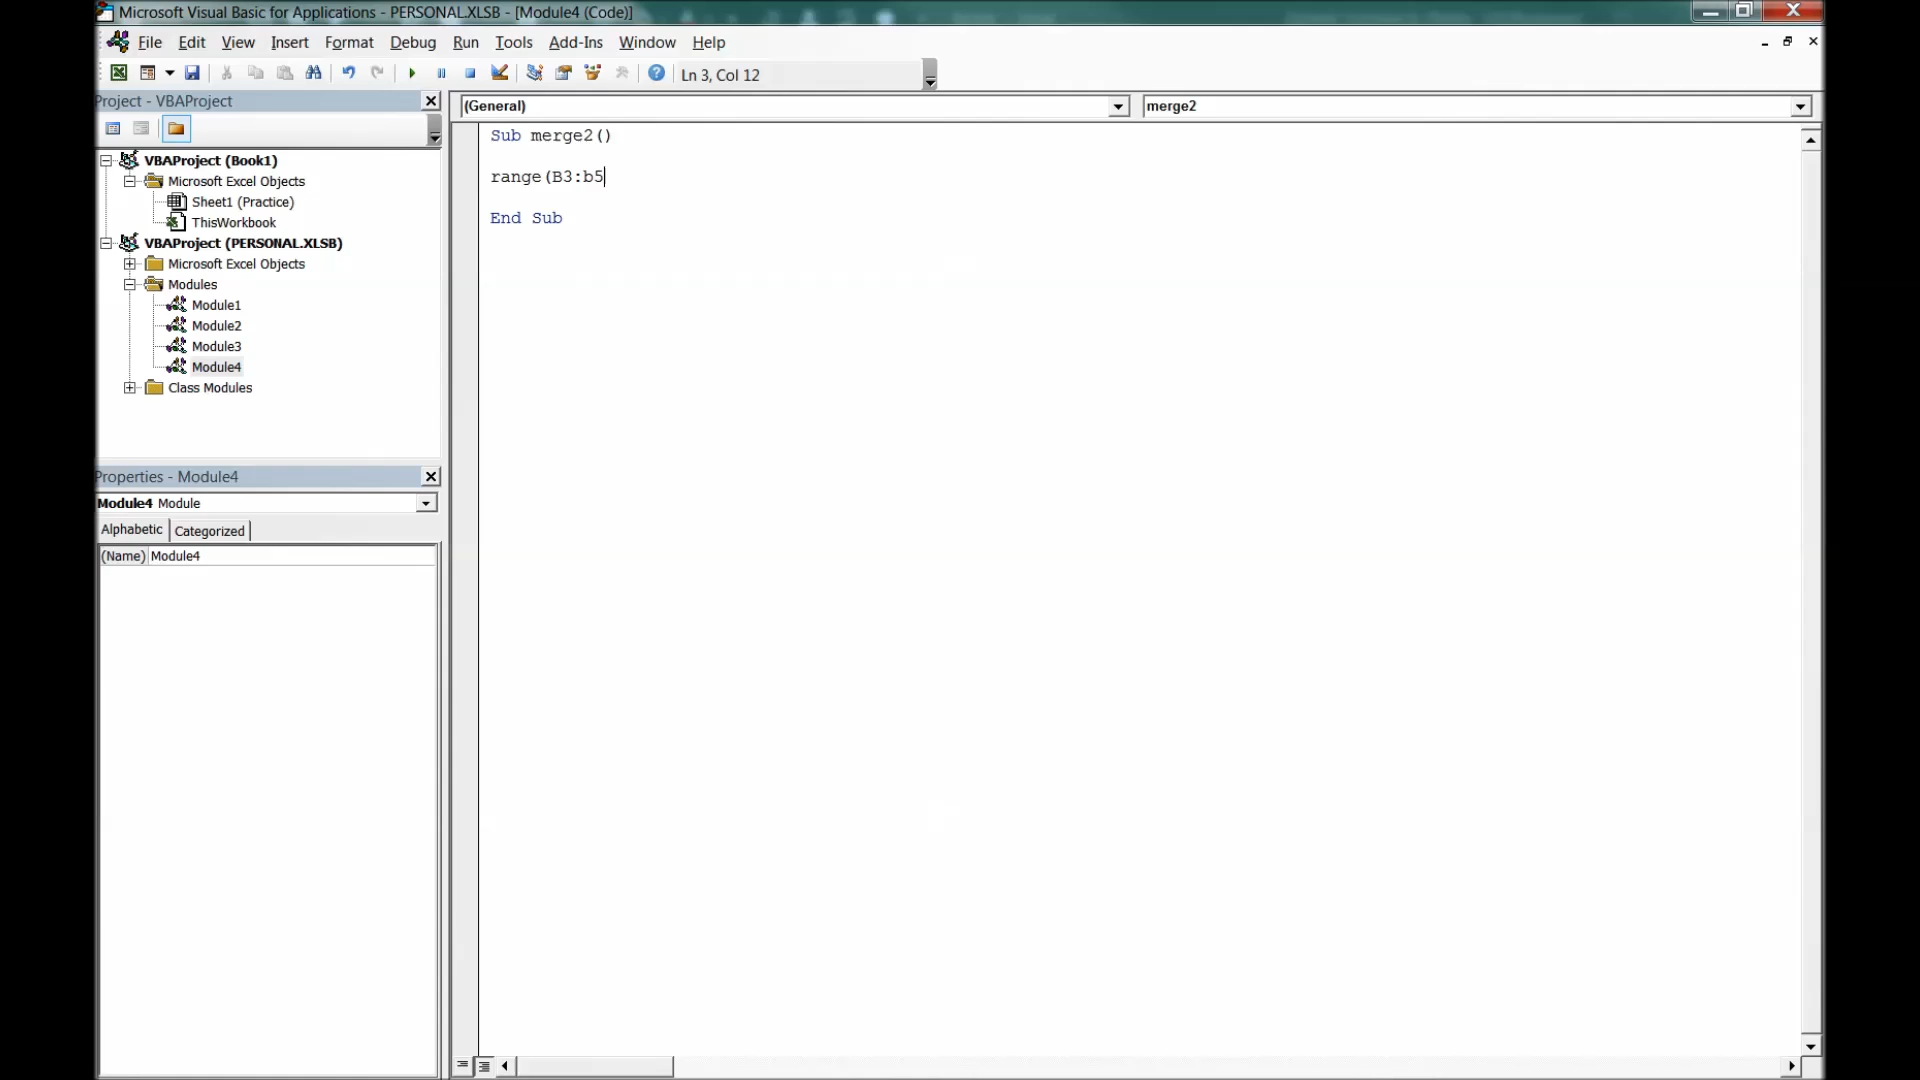 Microsoft Visual Basic for Applications - PERSONAL.XLSB - [Module4 (Code)]
File Edit View Insert Format Debug Run Tools Add-Ins Window Help
Ln 3, Col 12
Project - VBAProject
(General)
merge2
VBAProject (Book1)
Microsoft Excel Objects
Sheet1 (Practice)
ThisWorkbook
VBAProject (PERSONAL.XLSB)
Microsoft Excel Objects
Modules
Module1
Module2
Module3
Module4
Class Modules
Properties - Module4
Module4 Module
Alphabetic Categorized
(Name) Module4
Sub merge2()
range(B3:b5
End Sub